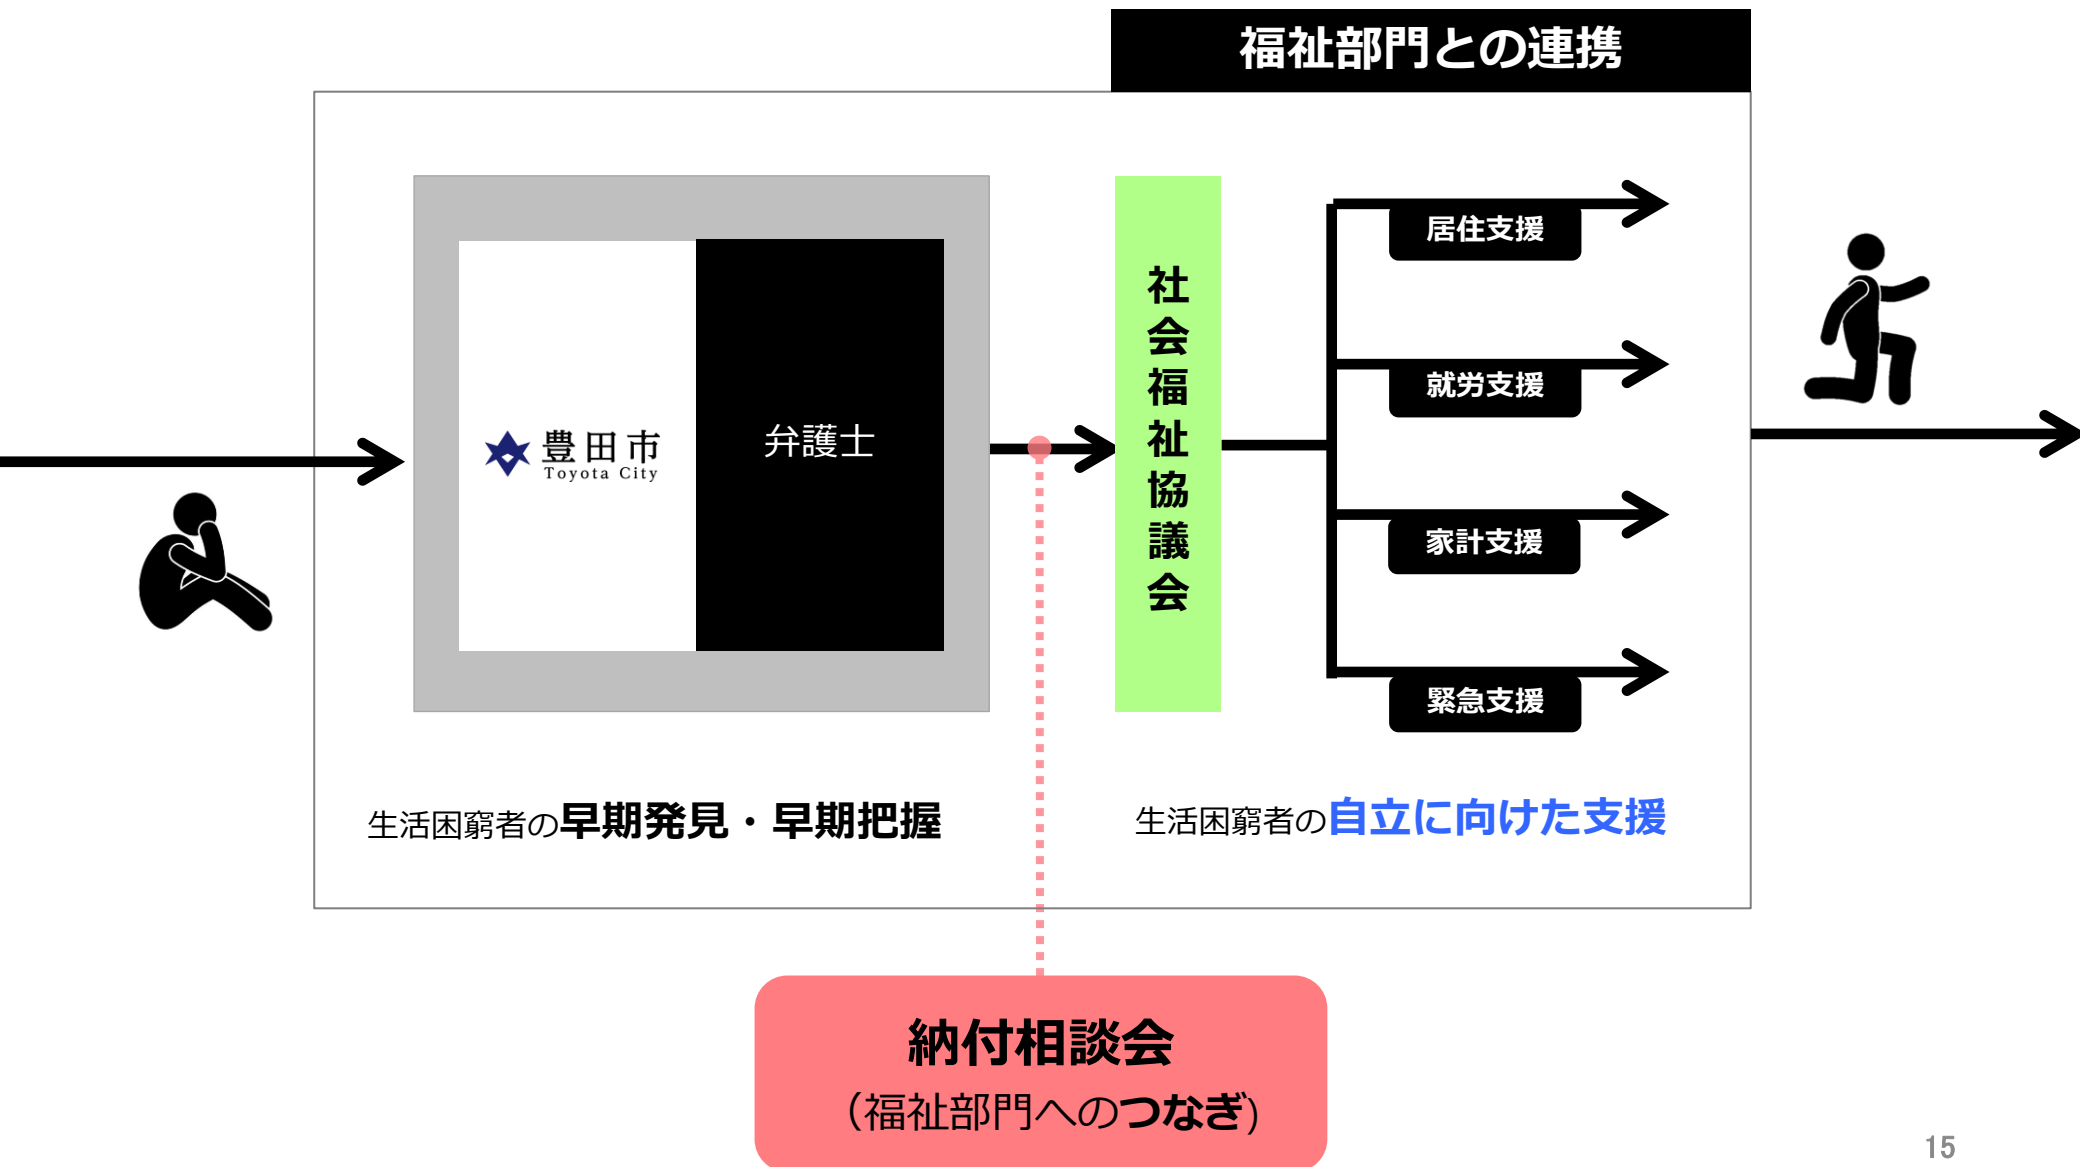 福祉部門との連携
豊田市
Toyota City
弁護士
社会福祉協議会
居住支援
就労支援
家計支援
緊急支援
生活困窮者の早期発見・早期把握
生活困窮者の自立に向けた支援
納付相談会
（福祉部門へのつなぎ)
15